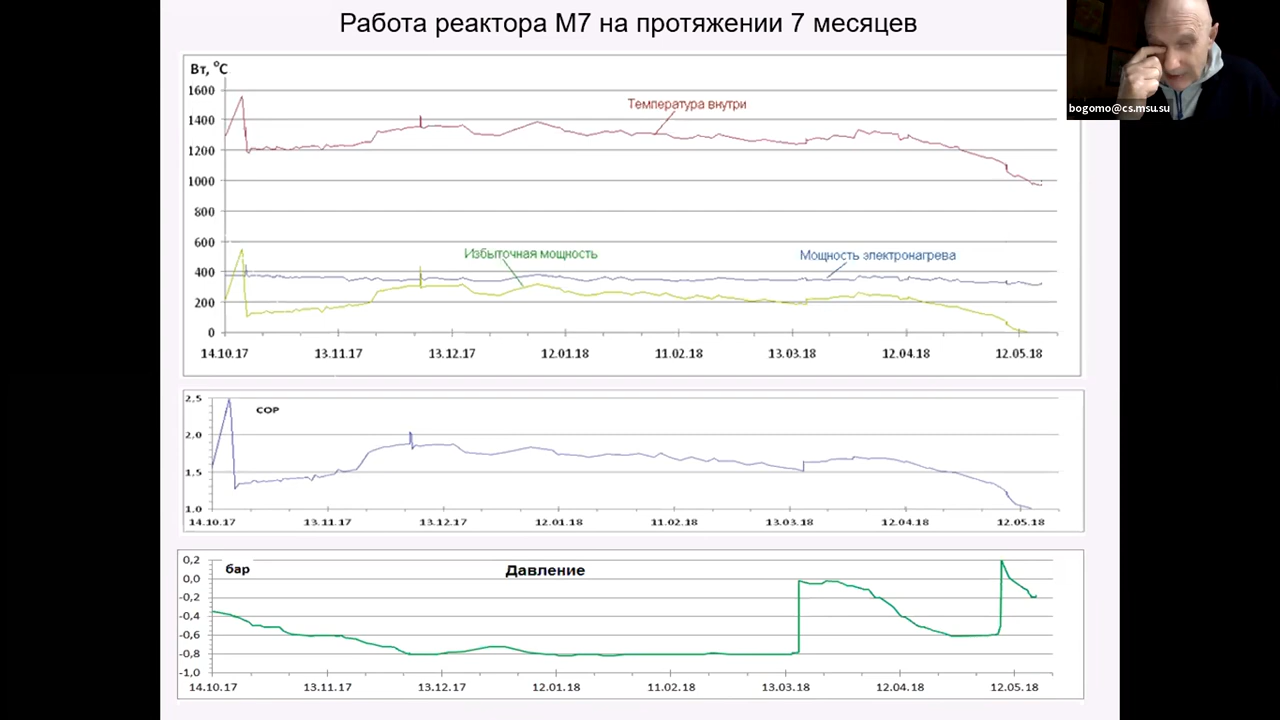 Работа реактора М7 на протяжении 7 месяцев
bogomo@cs.msu.su
Вт, °C
1600
1400
1200
1000
800
600
400
200
0
Температура внутри
Избыточная мощность
Мощность электронагрева
14.10.17 13.11.17 13.12.17 12.01.18 11.02.18 13.03.18 12.04.18 12.05.18
COP
2,5
2.0
1.5
1.0
14.10.17 13.11.17 13.12.17 12.01.18 11.02.18 13.03.18 12.04.18 12.05.18
бар
Давление
0,2
0,0
-0,2
-0,4
-0,6
-0,8
-1,0
14.10.17 13.11.17 13.12.17 12.01.18 11.02.18 13.03.18 12.04.18 12.05.18